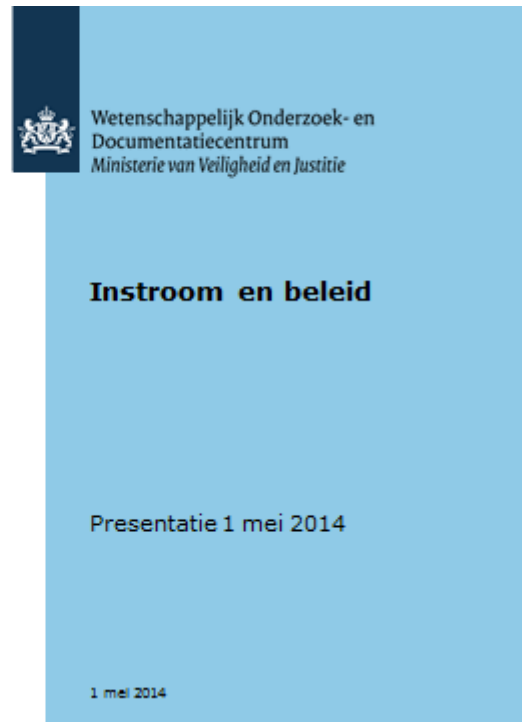 Wetenschappelijk Onderzoek- en
Documentatiecentrum
Ministerie van Veiligheid en Justitie
Instroom en beleid
Presentatie 1 mei 2014
1 mei 2014